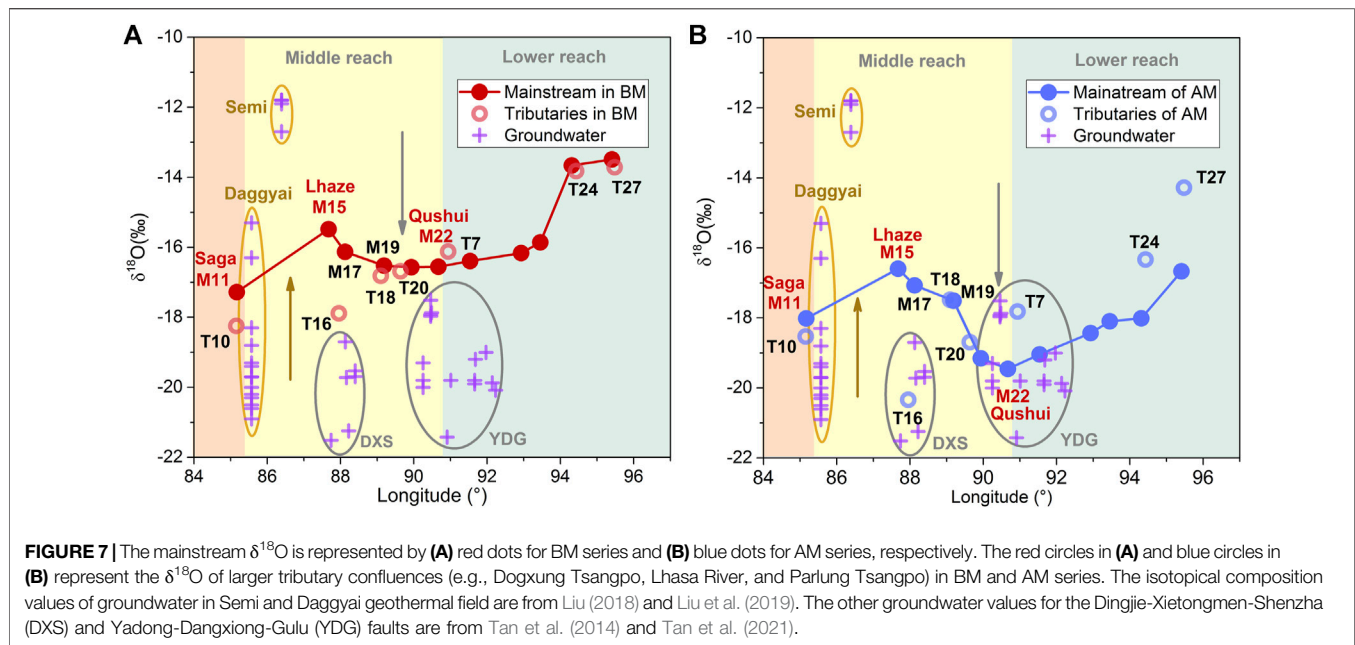 A
-10
-12
-14
-16
-18
-20
-22
δ18O(‰)
84 86 88 90 92 94 96
Longitude (°)
Middle reach
Lower reach
Mainstream in BM
Tributaries in BM
Groundwater
Semi
Daggyai
Lhaze
M15
Saga
M11
T10
M17
M19
T18
T20
T16
Qushui
M22
T7
T24
T27
DXS
YDG
B
-10
-12
-14
-16
-18
-20
-22
δ18O(‰)
84 86 88 90 92 94 96
Longitude (°)
Middle reach
Lower reach
Mainatream of AM
Tributaries of AM
Groundwater
Semi
Daggyai
Lhaze
M15
Saga
M11
T10
M17
T18
M19
T20
T16
T7
T24
T27
M22
Qushui
DXS
YDG
FIGURE 7 | The mainstream δ18O is represented by (A) red dots for BM series and (B) blue dots for AM series, respectively. The red circles in (A) and blue circles in
(B) represent the δ18O of larger tributary confluences (e.g., Dogxung Tsangpo, Lhasa River, and Parlung Tsangpo) in BM and AM series. The isotopical composition
values of groundwater in Semi and Daggyai geothermal field are from Liu (2018) and Liu et al. (2019). The other groundwater values for the Dingjie-Xietongmen-Shenzha
(DXS) and Yadong-Dangxiong-Gulu (YDG) faults are from Tan et al. (2014) and Tan et al. (2021).